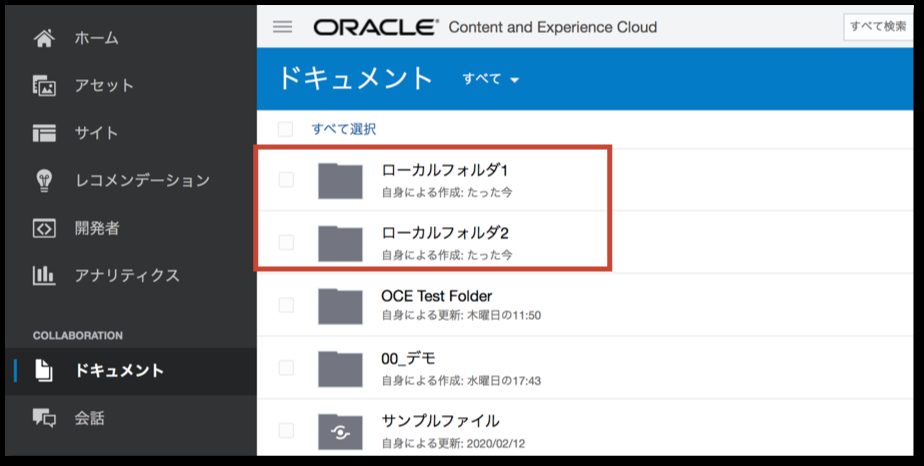 ホーム
アセット
サイト
レコメンデーション
開発者
アナリティクス
COLLABORATION
ドキュメント
会話
ORACLE® Content and Experience Cloud
すべて検索
ドキュメント すべて
すべて選択
ローカルフォルダ1
自身による作成: たった今
ローカルフォルダ2
自身による作成: たった今
OCE Test Folder
自身による更新: 木曜日の11:50
00_デモ
自身による作成: 水曜日の17:43
サンプルファイル
自身による更新: 2020/02/12